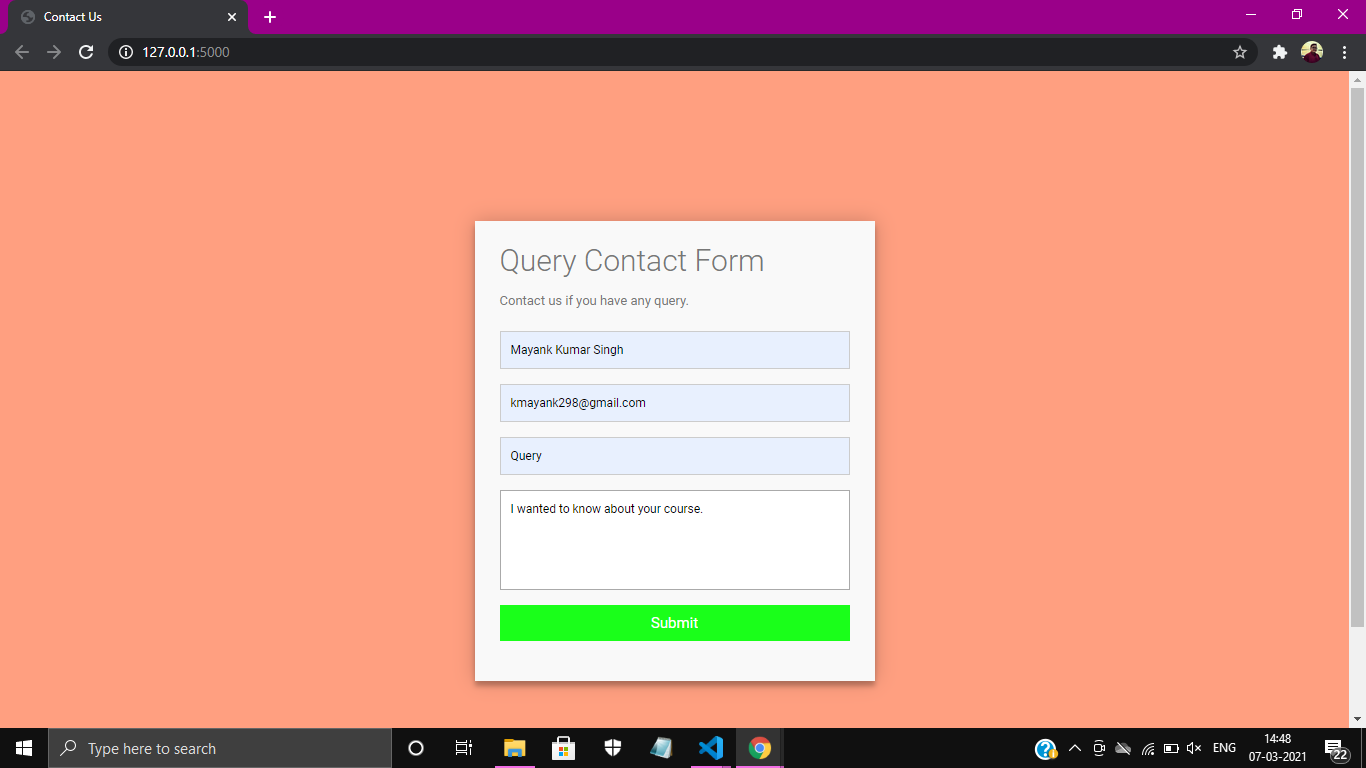 Contact Us
127.0.0.1:5000
Query Contact Form
Contact us if you have any query.
Mayank Kumar Singh
kmayank298@gmail.com
Query
I wanted to know about your course.
Submit
Type here to search
ENG
14:48
07-03-2021
22